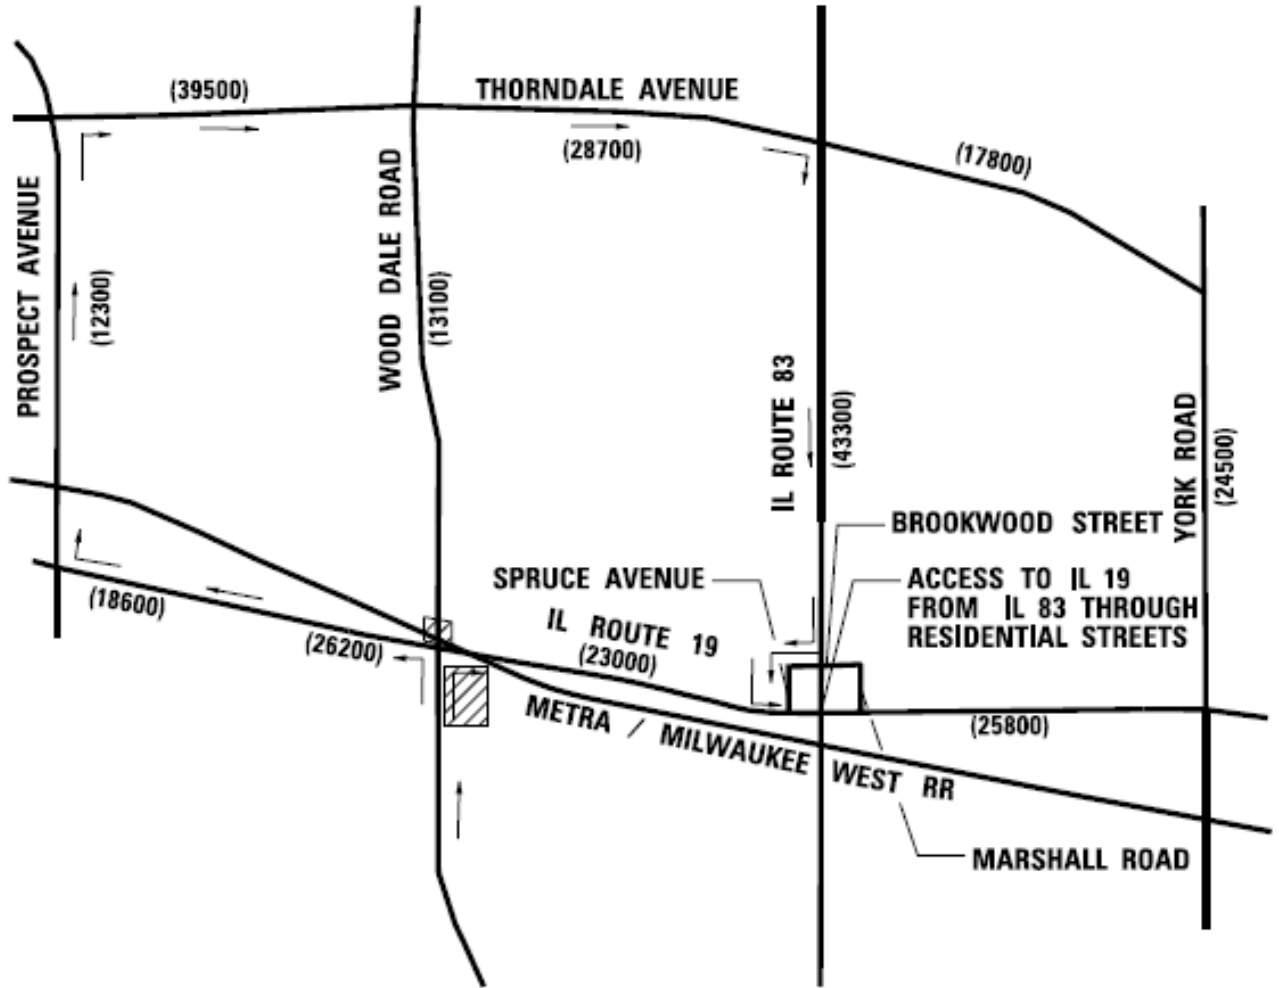 (39500)
THORNDALE AVENUE
(28700)
(17800)
PROSPECT AVENUE
(12300)
WOOD DALE ROAD
(13100)
IL ROUTE 83
(43300)
YORK ROAD
(24500)
BROOKWOOD STREET
SPRUCE AVENUE
ACCESS TO IL 19
FROM IL 83 THROUGH
RESIDENTIAL STREETS
(18600)
(26200)
IL ROUTE 19
(23000)
(25800)
METRA / MILWAUKEE WEST RR
MARSHALL ROAD